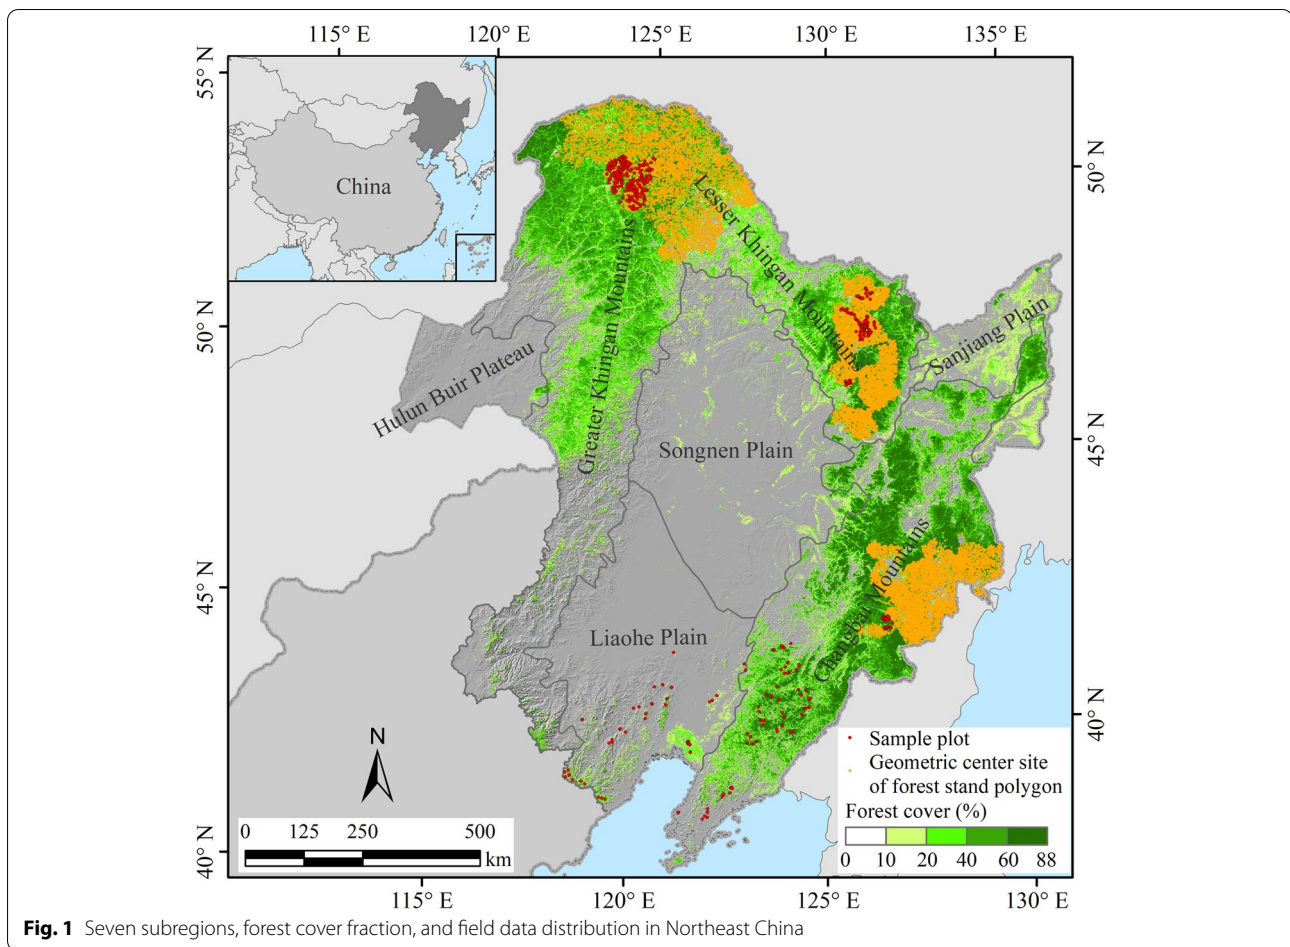 115° E 120° E 125° E 130° E 135° E
55° N
50° N
45° N
40° N
50° N
45° N
40° N
China
Lesser Khingan Mountains
Greater Khingan Mountains
Hulun Buir Plateau
Sanjiang Plain
Songnen Plain
Changbai Mountains
Liaohe Plain
N
0 125 250 500
km
Sample plot
Geometric center site
of forest stand polygon
Forest cover (%)
0 10 20 40 60 88
115° E 120° E 125° E 130° E
Fig. 1 Seven subregions, forest cover fraction, and field data distribution in Northeast China